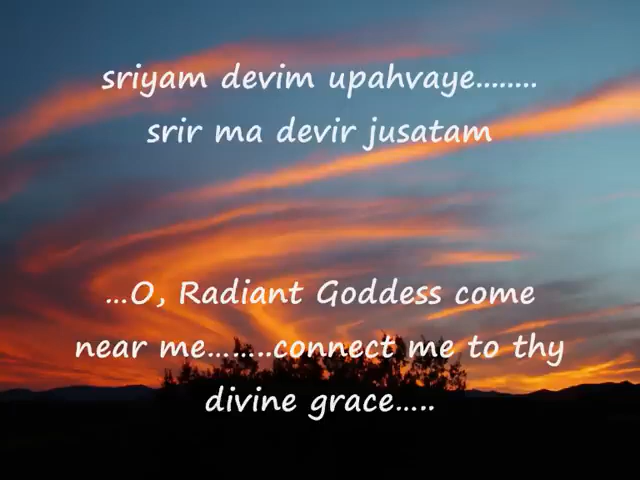 sriyam devim upahvaye........
srir ma devir jusatam
...O, Radiant Goddess come
near me........connect me to thy
divine grace.....